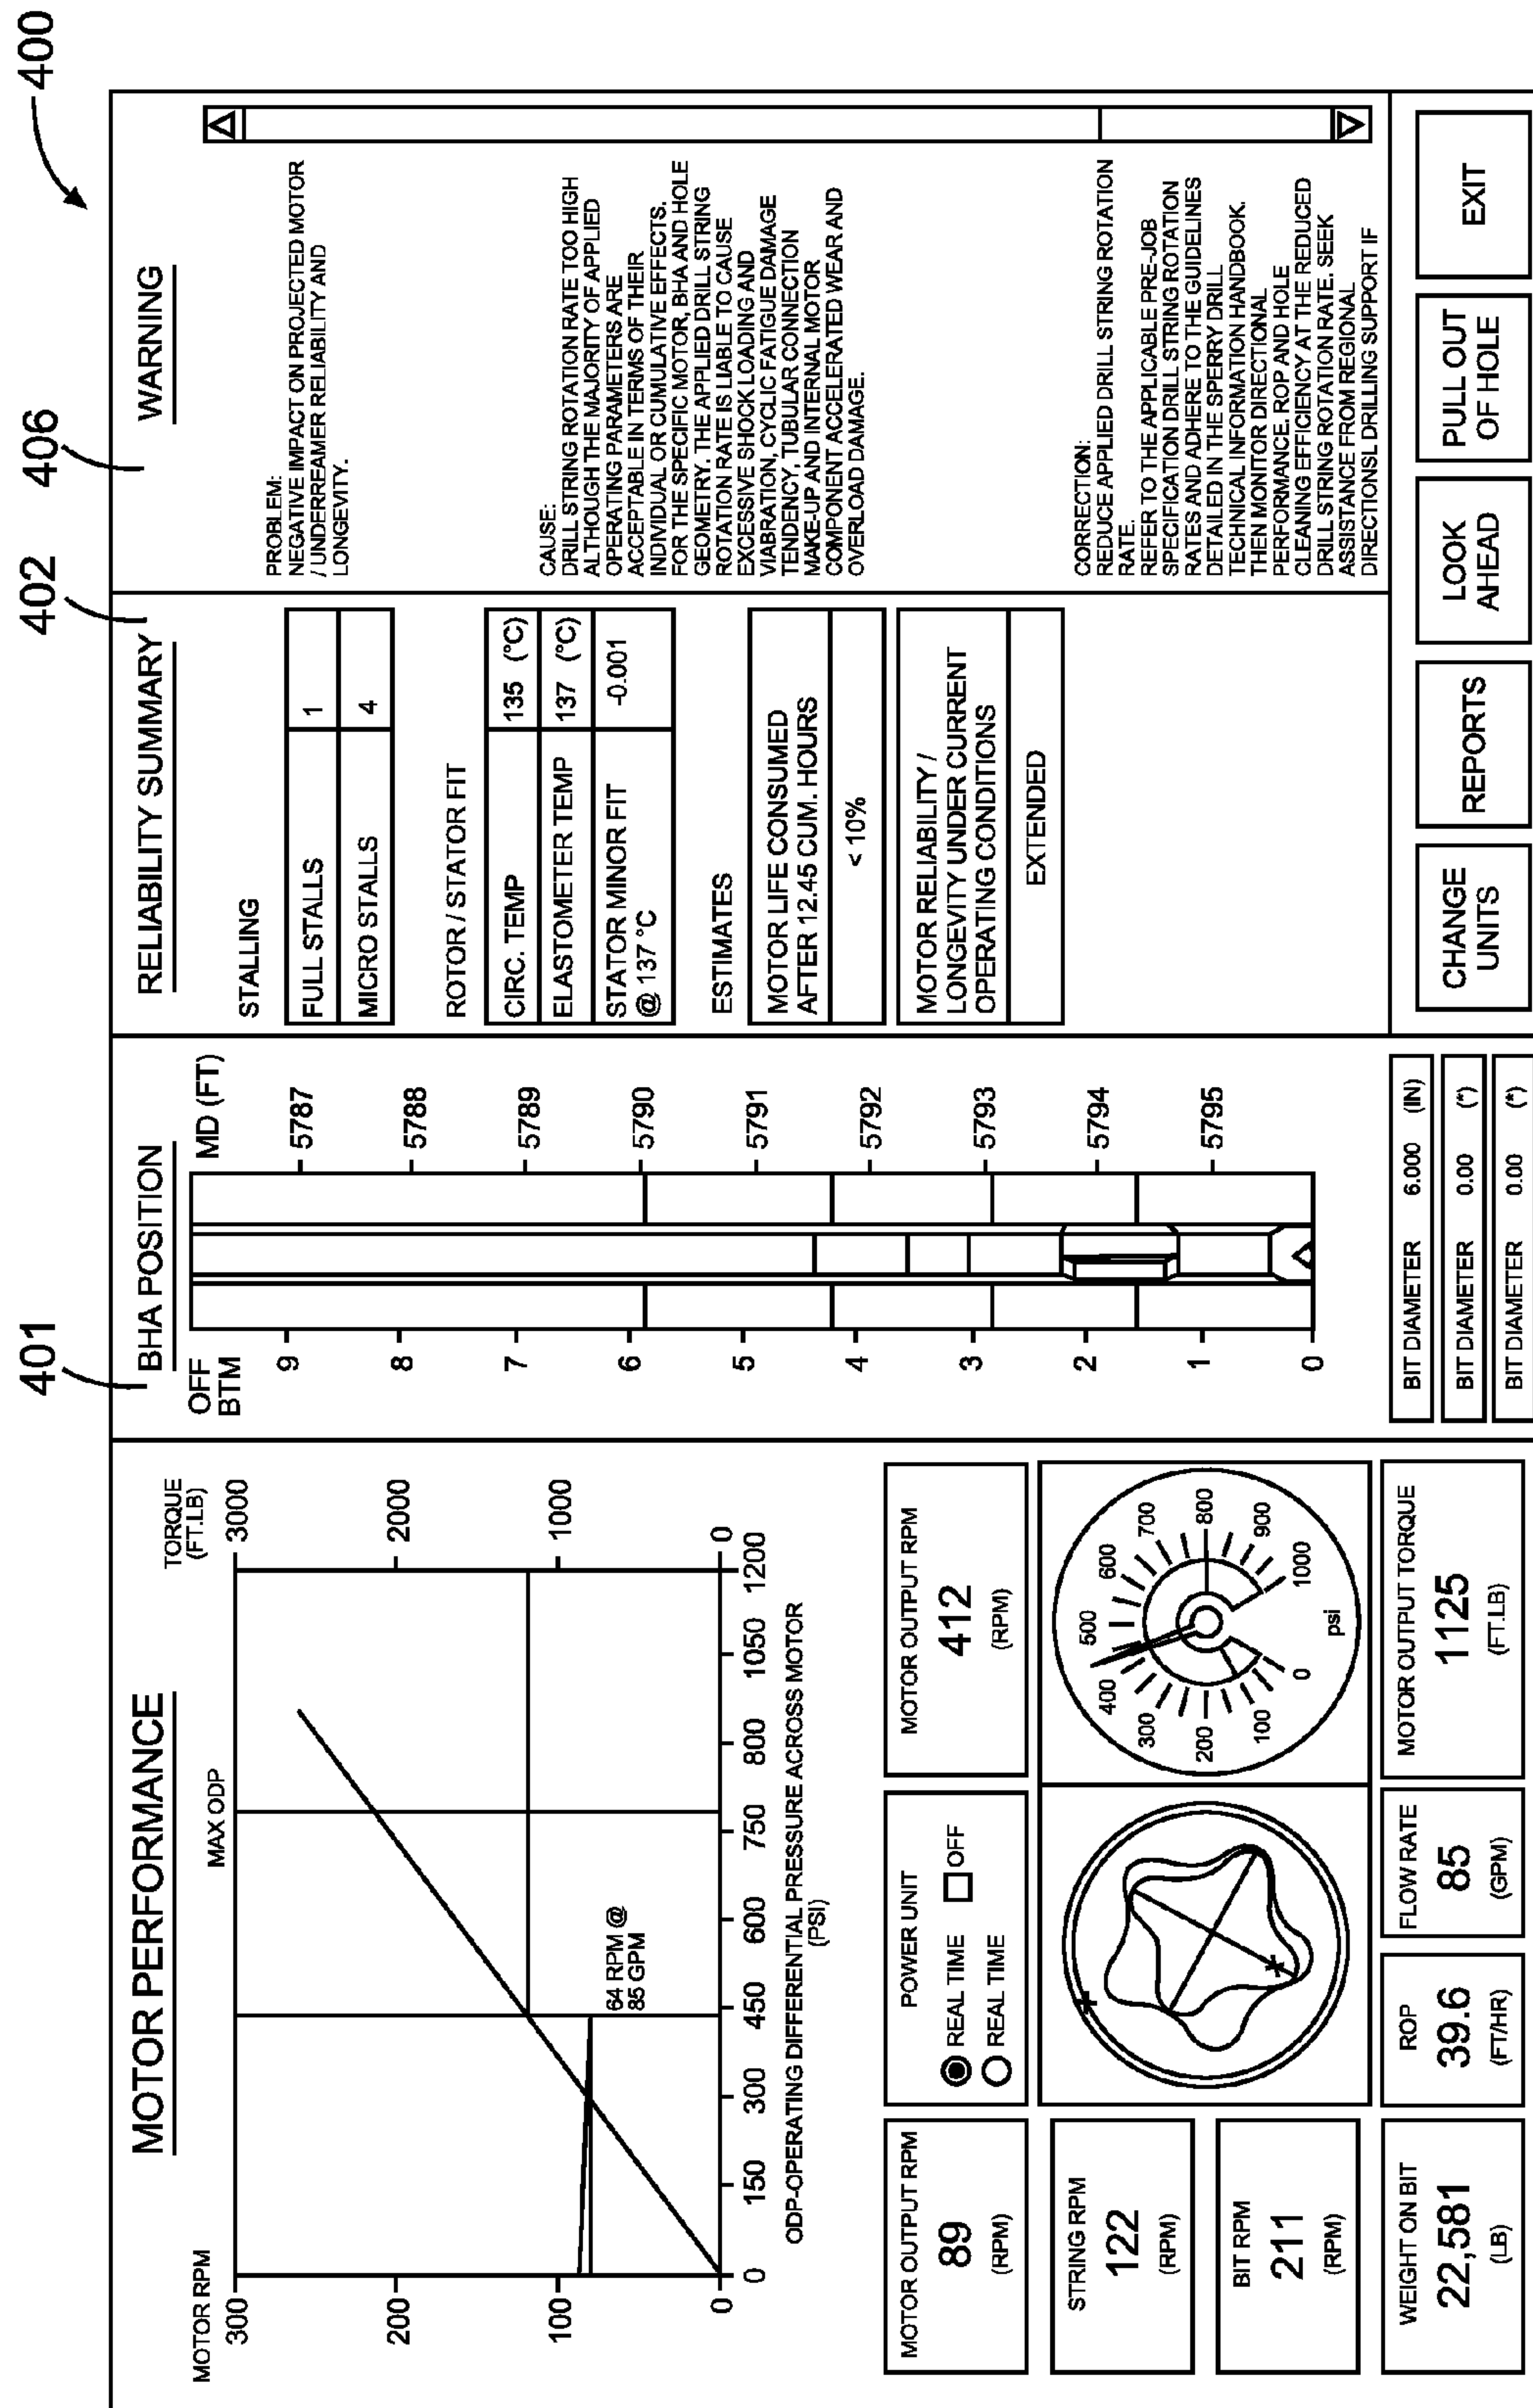 400
401
402
406
MOTOR PERFORMANCE
MOTOR RPM
MAX ODP
TORQUE
(FT.LB)
300
200
100
0
3000
2000
1000
0
64 RPM @
85 GPM
0
150
300
450
600
750
800
1050
1200
ODP-OPERATING DIFFERENTIAL PRESSURE ACROSS MOTOR
(PSI)
MOTOR OUTPUT RPM
89
(RPM)
POWER UNIT
REAL TIME
OFF
REAL TIME
MOTOR OUTPUT RPM
412
(RPM)
STRING RPM
122
(RPM)
BIT RPM
211
(RPM)
0
100
200
300
400
500
600
700
800
900
1000
psi
WEIGHT ON BIT
22,581
(LB)
ROP
39.6
(FT/HR)
FLOW RATE
85
(GPM)
MOTOR OUTPUT TORQUE
1125
(FT.LB)
BHA POSITION
OFF
BTM
MD (FT)
9
8
7
6
5
4
3
2
1
0
5787
5788
5789
5790
5791
5792
5793
5794
5795
BIT DIAMETER 6.000 (IN)
BIT DIAMETER 0.00 (*)
BIT DIAMETER 0.00 (*)
RELIABILITY SUMMARY
STALLING
FULL STALLS 1
MICRO STALLS 4
ROTOR / STATOR FIT
CIRC. TEMP 135 (°C)
ELASTOMETER TEMP 137 (°C)
STATOR MINOR FIT
@ 137 °C
-0.001
ESTIMATES
MOTOR LIFE CONSUMED
AFTER 12.45 CUM. HOURS
< 10%
MOTOR RELIABILITY /
LONGEVITY UNDER CURRENT
OPERATING CONDITIONS
EXTENDED
WARNING
PROBLEM:
NEGATIVE IMPACT ON PROJECTED MOTOR
/ UNDERREAMER RELIABILITY AND
LONGEVITY.
CAUSE:
DRILL STRING ROTATION RATE TOO HIGH
ALTHOUGH THE MAJORITY OF APPLIED
OPERATING PARAMETERS ARE
ACCEPTABLE IN TERMS OF THEIR
INDIVIDUAL OR CUMULATIVE EFFECTS.
FOR THE SPECIFIC MOTOR, BHA AND HOLE
GEOMETRY. THE APPLIED DRILL STRING
ROTATION RATE IS LIABLE TO CAUSE
EXCESSIVE SHOCK LOADING AND
VIABRATION, CYCLIC FATIGUE DAMAGE
TENDENCY, TUBULAR CONNECTION
MAKE-UP AND INTERNAL MOTOR
COMPONENT ACCELERATED WEAR AND
OVERLOAD DAMAGE.
CORRECTION:
REDUCE APPLIED DRILL STRING ROTATION
RATE.
REFER TO THE APPLICABLE PRE-JOB
SPECIFICATION DRILL STRING ROTATION
RATES AND ADHERE TO THE GUIDELINES
DETAILED IN THE SPERRY DRILL
TECHNICAL INFORMATION HANDBOOK.
THEN MONITOR DIRECTIONAL
PERFORMANCE, ROP AND HOLE
CLEANING EFFICIENCY AT THE REDUCED
DRILL STRING ROTATION RATE. SEEK
ASSISTANCE FROM REGIONAL
DIRECTIONSL DRILLING SUPPORT IF
CHANGE
UNITS
REPORTS
LOOK
AHEAD
PULL OUT
OF HOLE
EXIT